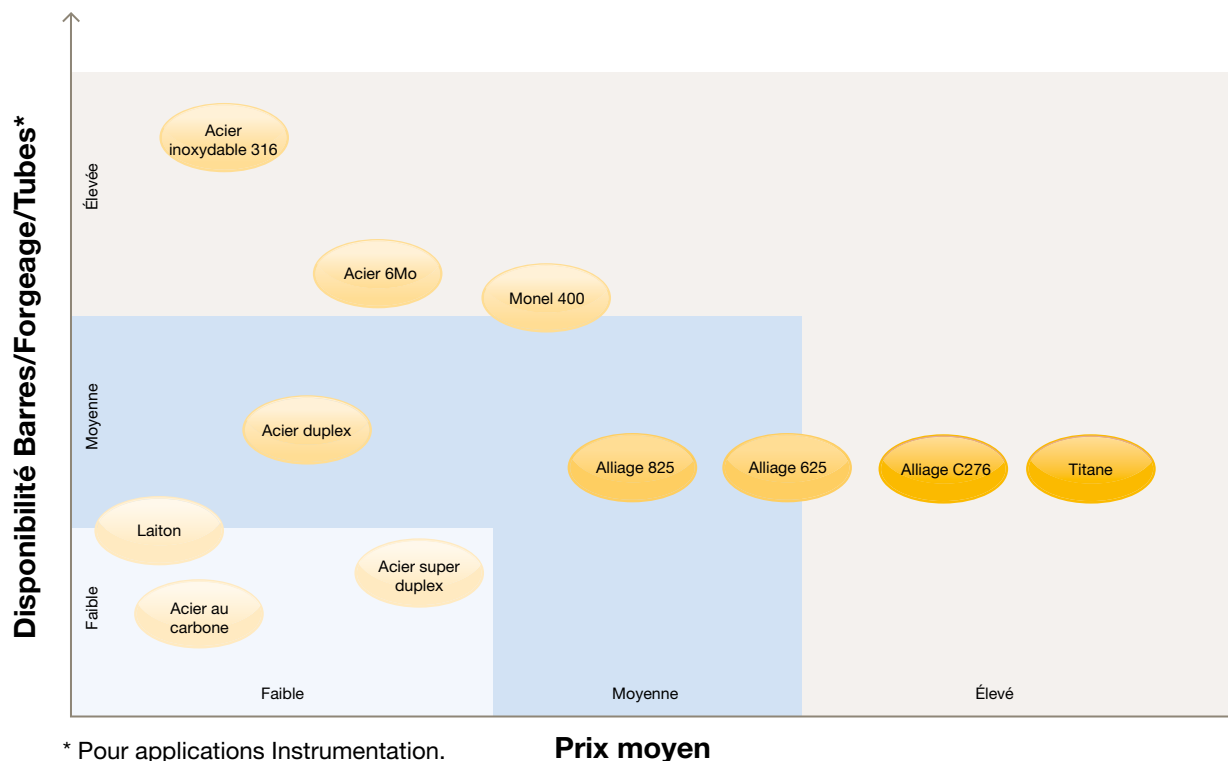 Disponibilité Barres/Forgeage/Tubes*
Élevée
Moyenne
Faible
Acier
inoxydable 316
Acier 6Mo
Monel 400
Acier duplex
Alliage 825
Alliage 625
Alliage C276
Titane
Laiton
Acier super
duplex
Acier au
carbone
Faible
Moyenne
Élevé
* Pour applications Instrumentation.
Prix moyen